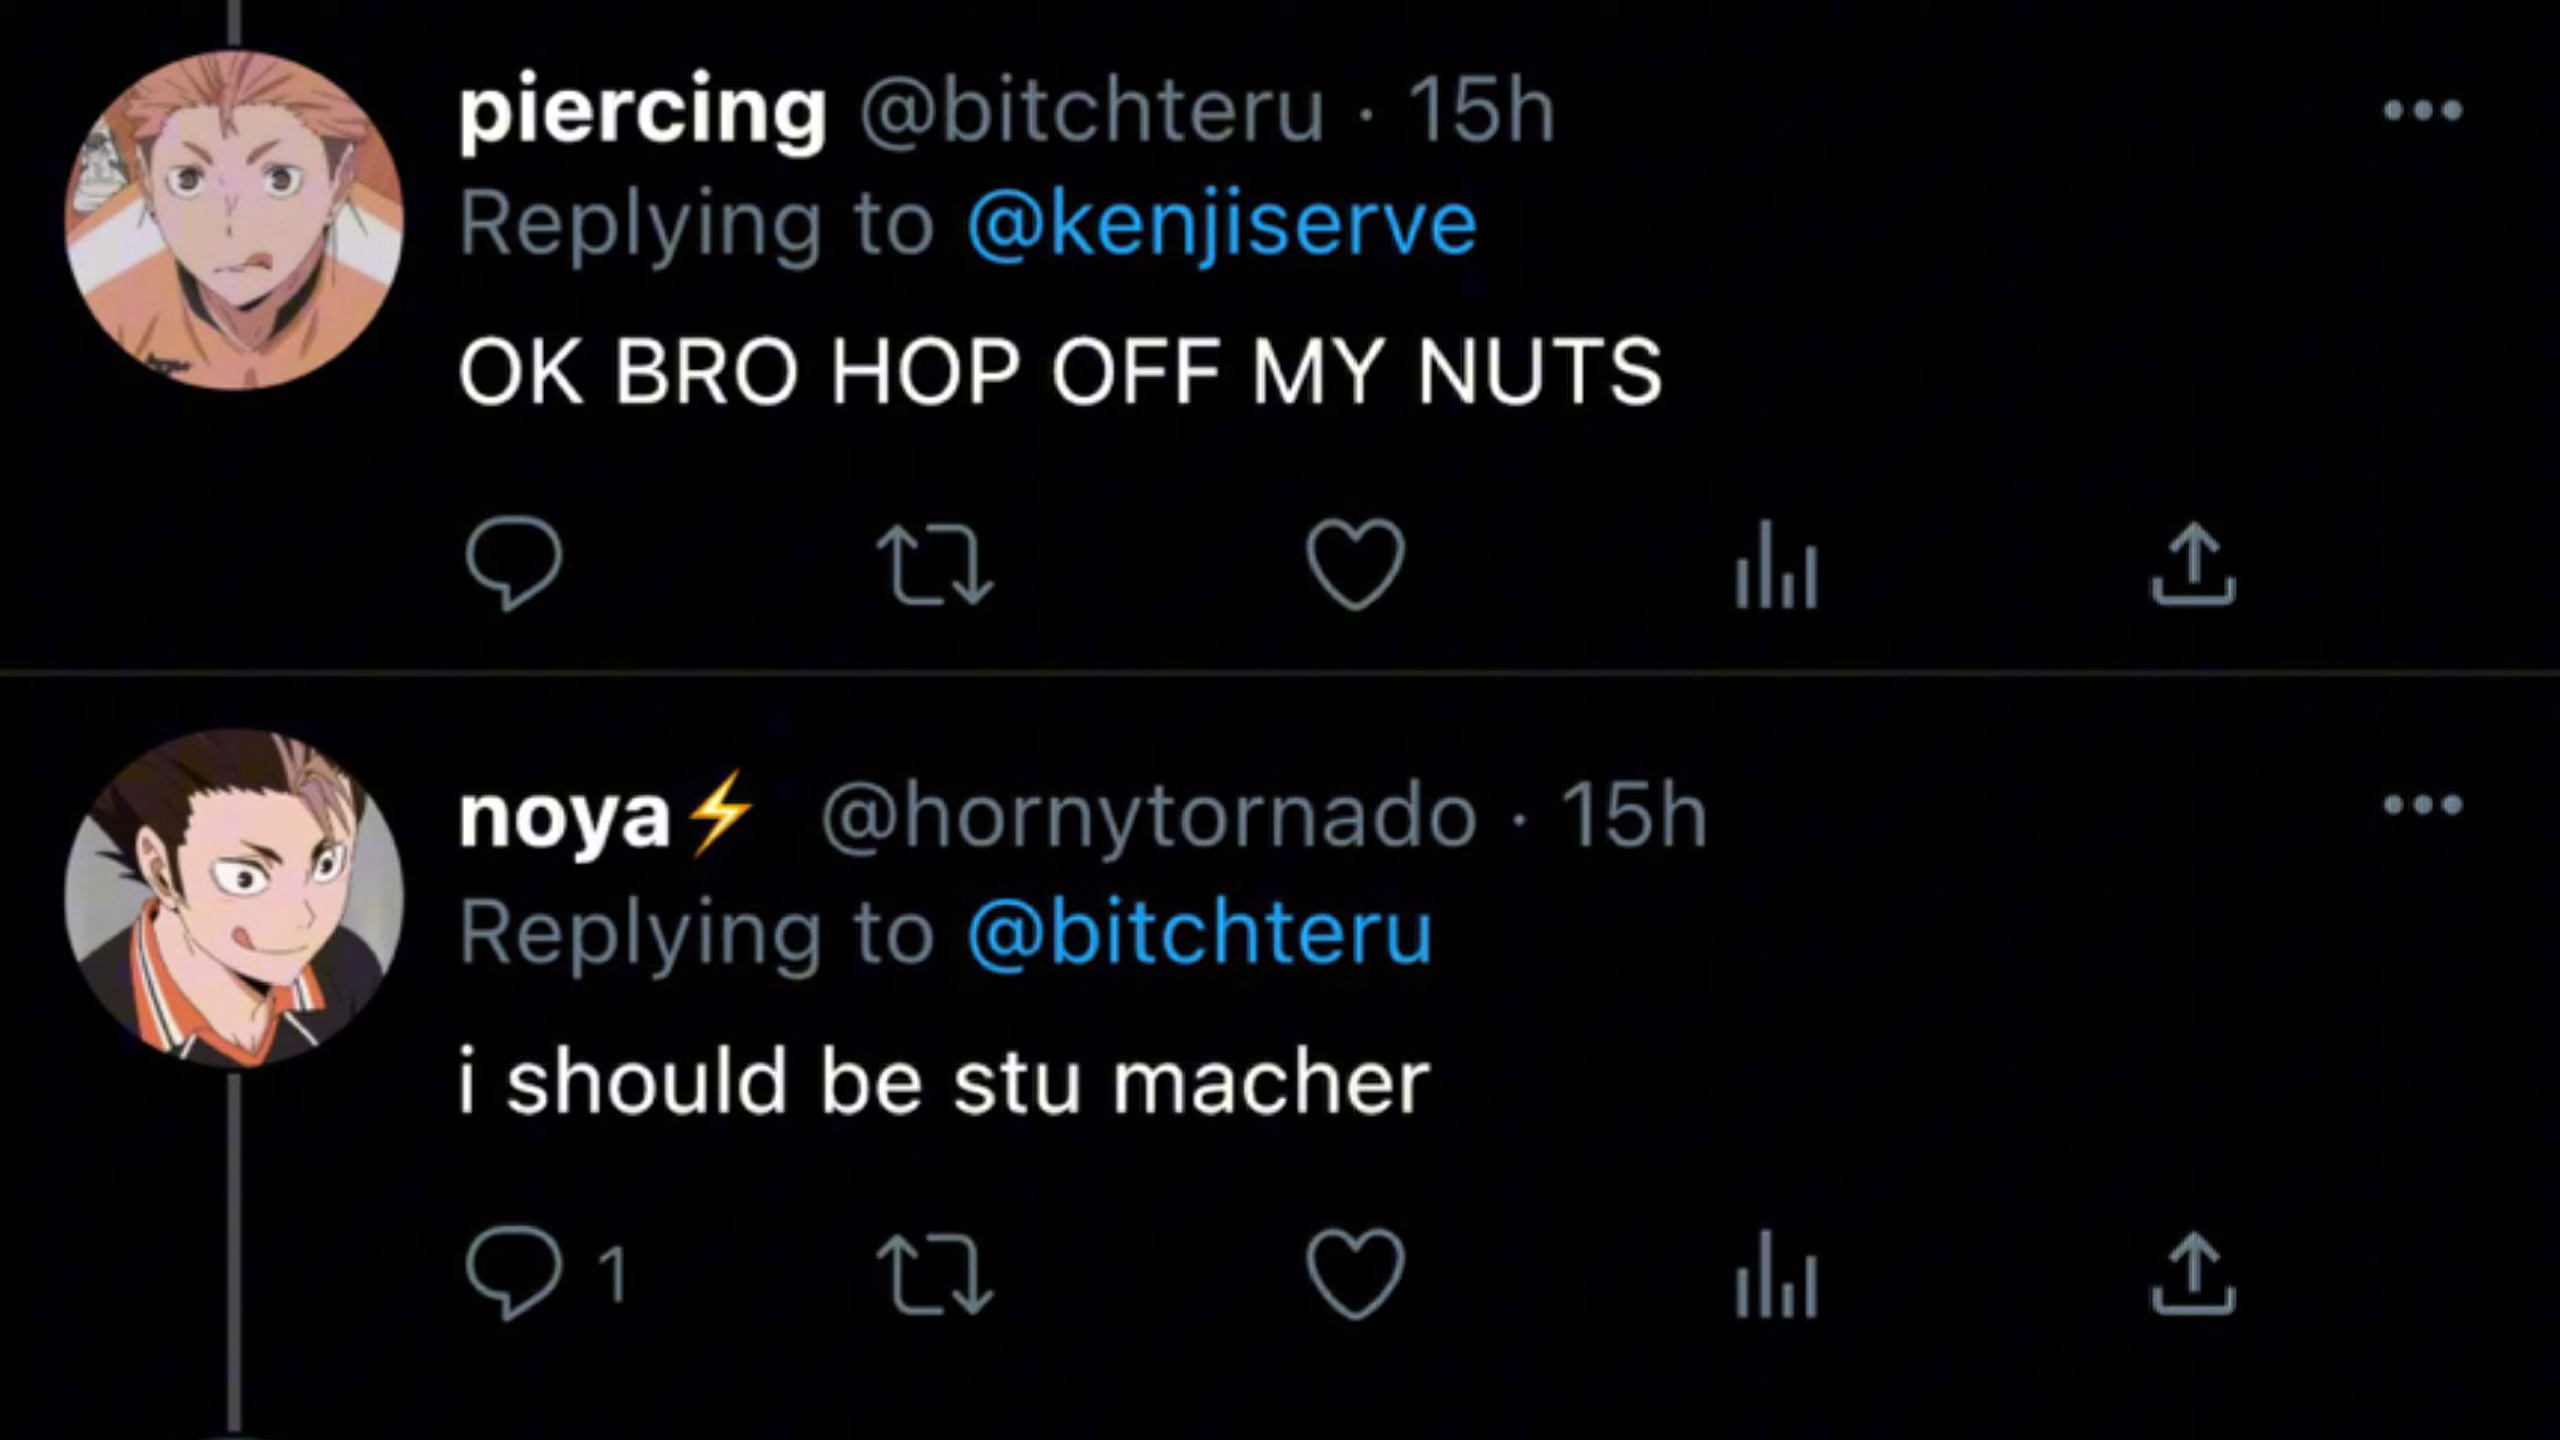 piercing @bitchteru · 15h
Replying to @kenjiserve
OK BRO HOP OFF MY NUTS
noya⚡ @hornytornado · 15h
Replying to @bitchteru
i should be stu macher
1